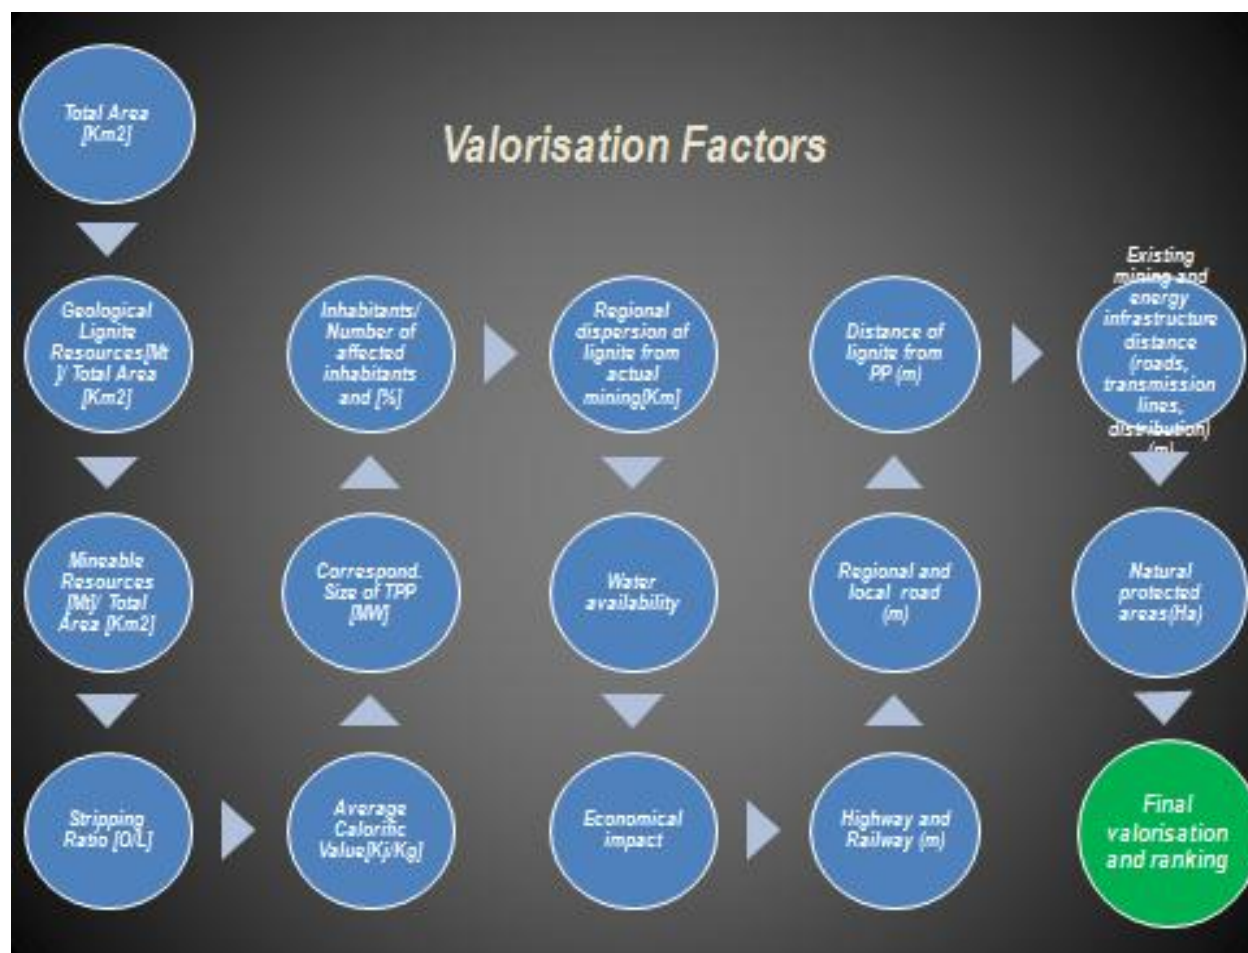 Total Area
[Km2]
Valorisation Factors
Geological
Lignite
Resources[Mt
]/ Total Area
[Km2]
Mineable
Resources
[Mt]/ Total
Area [Km2]
Stripping
Ratio [O/L]
Average
Calorific
Value[Kj/Kg]
Correspond.
Size of TPP
[MW]
Inhabitants/
Number of
affected
inhabitants
and [%]
Regional
dispersion of
lignite from
actual
mining[Km]
Water
availability
Economical
impact
Highway and
Railway (m)
Regional and
local road
(m)
Distance of
lignite from
PP (m)
Existing
mining and
energy
infrastructure
distance
(roads,
transmission
lines,
distribution)
(m)
Natural
protected
areas(Ha)
Final
valorisation
and ranking